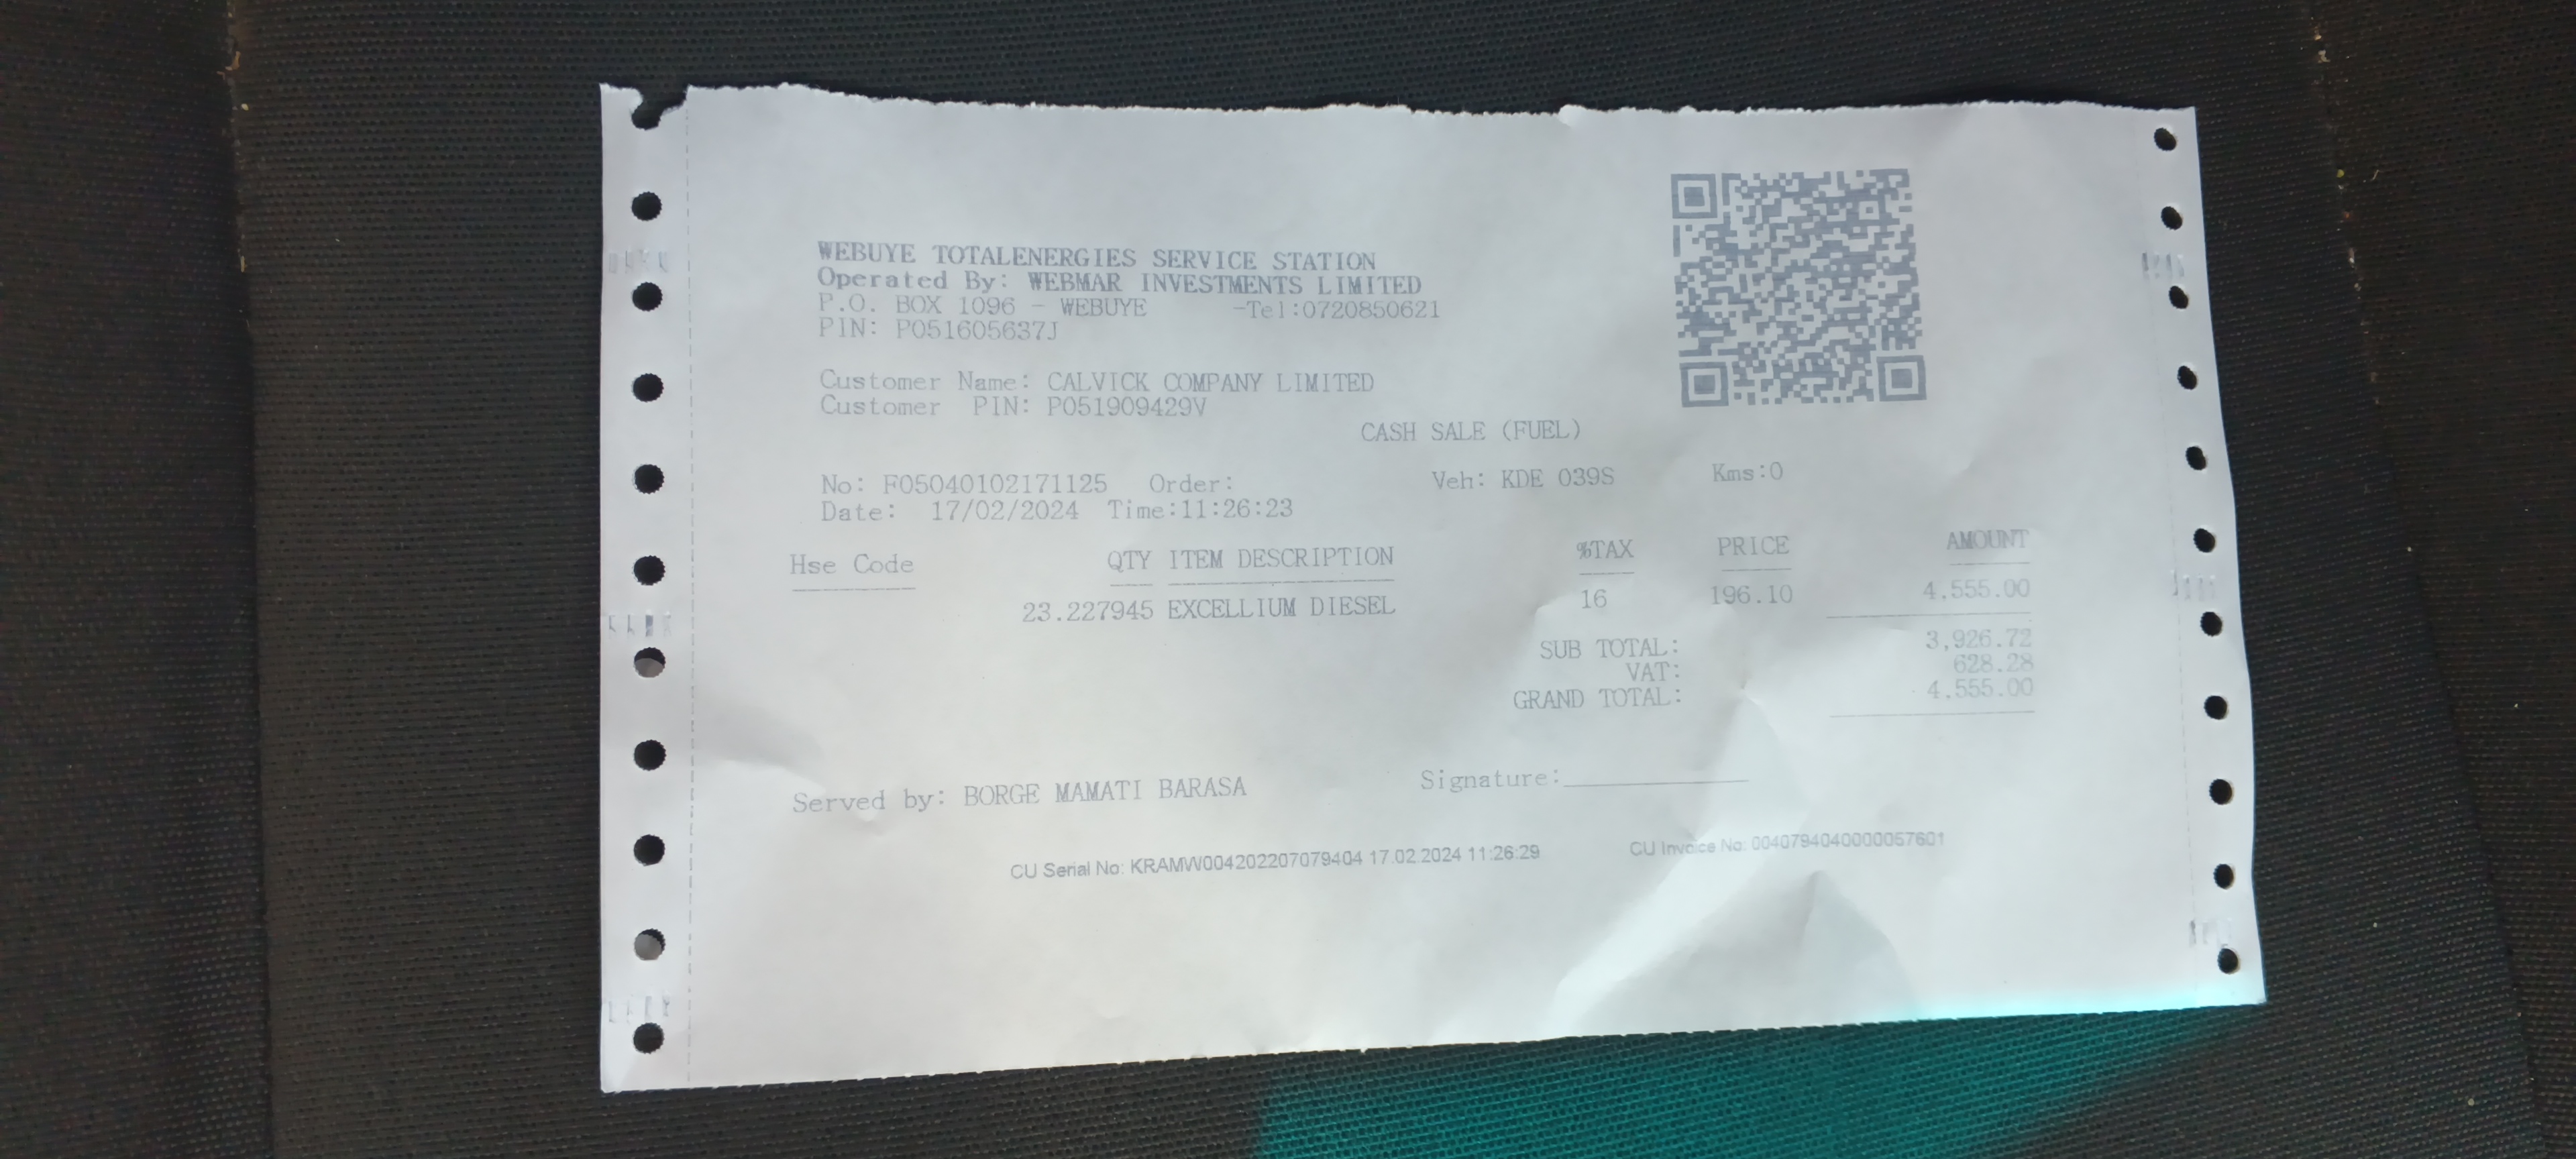 WEBUYE TOTALENERGIES SERVICE STATION
Operated By: WEBMAR INVESTMENTS LIMITED
P.O. BOX 1096 - WEBUYE -Tel:0720850621
PIN: P051605637J
Customer Name: CALVICK COMPANY LIMITED
Customer PIN: P051909429V
CASH SALE (FUEL)
No: F05040102171125 Order: Veh: KDE 039S Kms:0
Date: 17/02/2024 Time:11:26:23
Hse Code QTY ITEM DESCRIPTION %TAX PRICE AMOUNT
23.227945 EXCELLIUM DIESEL 16 196.10 4,555.00
SUB TOTAL: 3,926.72
VAT: 628.28
GRAND TOTAL: 4,555.00
Served by: BORGE MAMATI BARASA Signature:
CU Serial No: KRAMW004202207079404 17.02.2024 11:26:29 CU Invoice No: 0040794040000057601